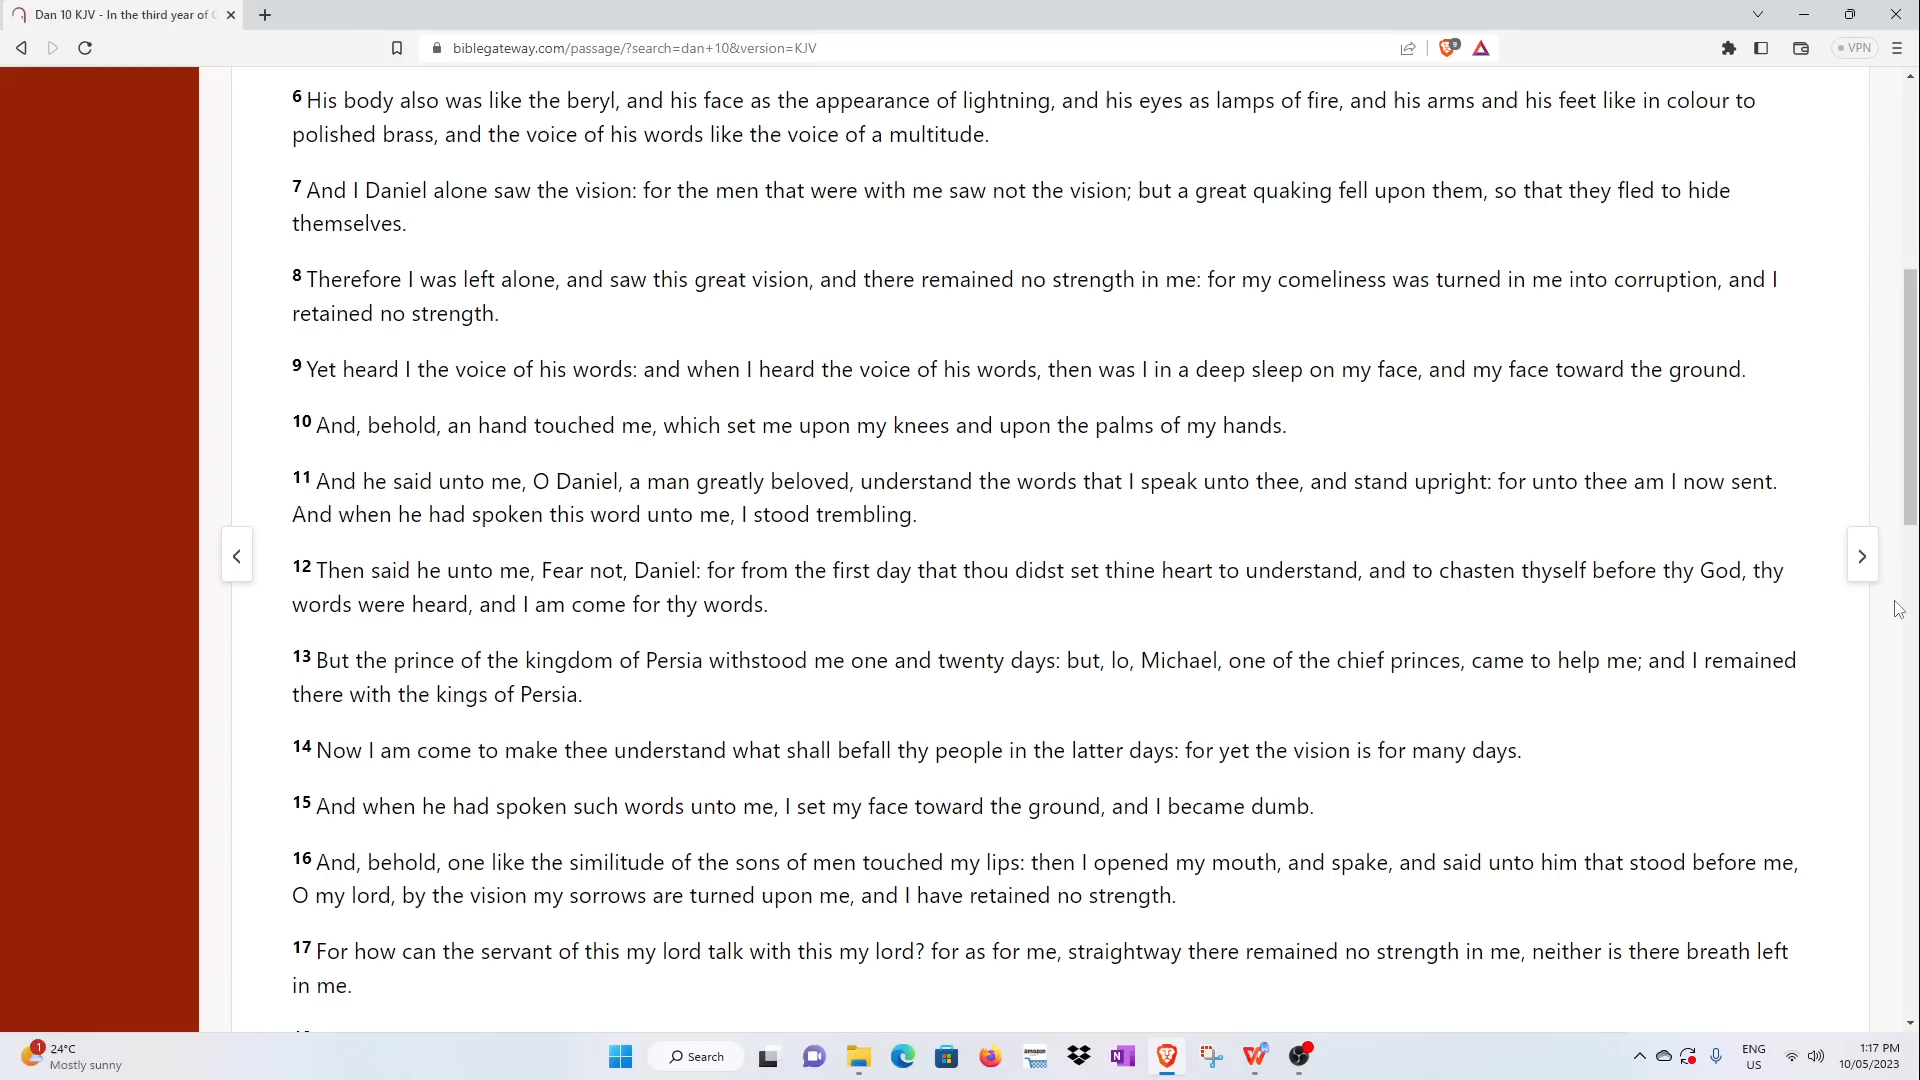 Dan 10 KJV - In the third year of C
biblegateway.com/passage/?search=dan+10&version=KJV
9
VPN
6 His body also was like the beryl, and his face as the appearance of lightning, and his eyes as lamps of fire, and his arms and his feet like in colour to
polished brass, and the voice of his words like the voice of a multitude.
7 And I Daniel alone saw the vision: for the men that were with me saw not the vision; but a great quaking fell upon them, so that they fled to hide
themselves.
8 Therefore I was left alone, and saw this great vision, and there remained no strength in me: for my comeliness was turned in me into corruption, and I
retained no strength.
9 Yet heard I the voice of his words: and when I heard the voice of his words, then was I in a deep sleep on my face, and my face toward the ground.
10 And, behold, an hand touched me, which set me upon my knees and upon the palms of my hands.
11 And he said unto me, O Daniel, a man greatly beloved, understand the words that I speak unto thee, and stand upright: for unto thee am I now sent.
And when he had spoken this word unto me, I stood trembling.
12 Then said he unto me, Fear not, Daniel: for from the first day that thou didst set thine heart to understand, and to chasten thyself before thy God, thy
words were heard, and I am come for thy words.
13 But the prince of the kingdom of Persia withstood me one and twenty days: but, lo, Michael, one of the chief princes, came to help me; and I remained
there with the kings of Persia.
14 Now I am come to make thee understand what shall befall thy people in the latter days: for yet the vision is for many days.
15 And when he had spoken such words unto me, I set my face toward the ground, and I became dumb.
16 And, behold, one like the similitude of the sons of men touched my lips: then I opened my mouth, and spake, and said unto him that stood before me,
O my lord, by the vision my sorrows are turned upon me, and I have retained no strength.
17 For how can the servant of this my lord talk with this my lord? for as for me, straightway there remained no strength in me, neither is there breath left
in me.
1
24°C
Mostly sunny
Search
amazon
ENG
US
1:17 PM
10/05/2023